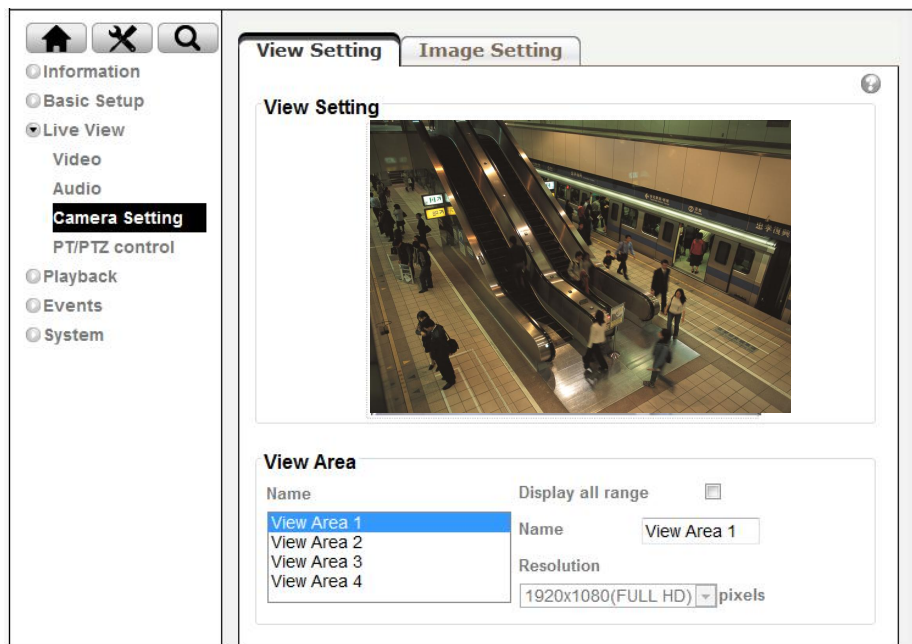 Information
Basic Setup
Live View
Video
Audio
Camera Setting
PT/PTZ control
Playback
Events
System
View Setting
Image Setting
View Setting
View Area
Name
View Area 1
View Area 2
View Area 3
View Area 4
Display all range
Name
View Area 1
Resolution
1920x1080(FULL HD)
pixels